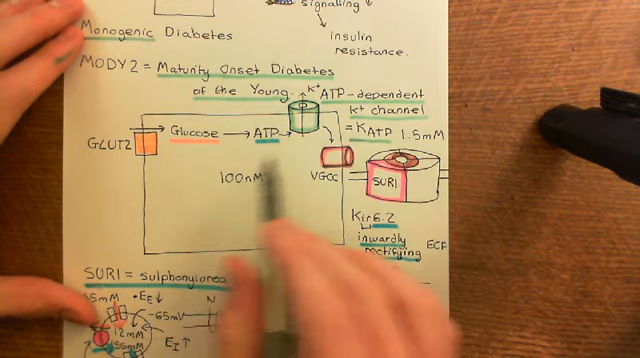 signalling ↓
Monogenic Diabetes
insulin
resistance.
MODY2 = Maturity Onset Diabetes
of the Young.
K+
ATP-dependent
K+ channel
= KATP 1.5mM
GLUT2
Glucose → ATP →
100nM
VGCC
SUR1
Kir6.2
inwardly
rectifying
ECF
SUR1 = sulphonylurea
5mM
• EE↓
-65mV
N
12mM
55mM
EI↑